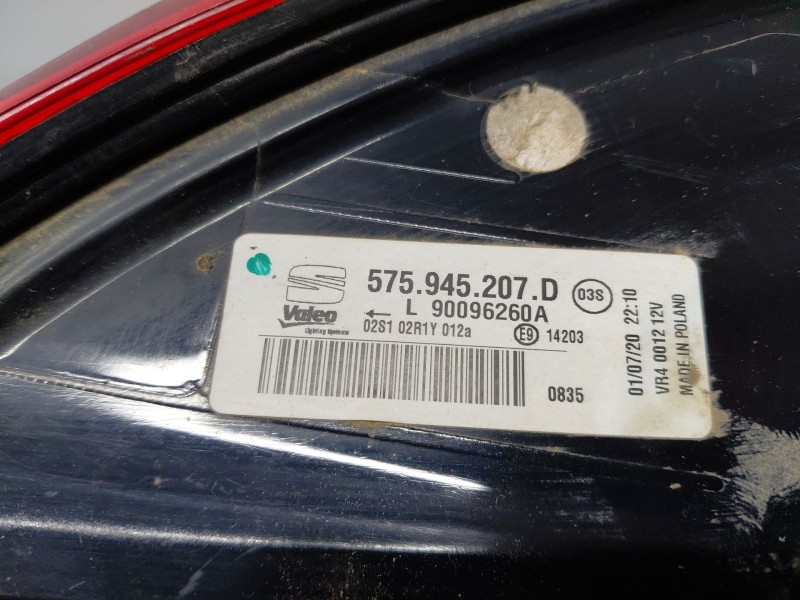 575.945.207.D
03S
Valeo
Lighting Systems
L 90096260A
02S1 02R1Y 012a
E9 14203
0835
01/07/20 22:10
VR4 0012 12V
MADE IN POLAND